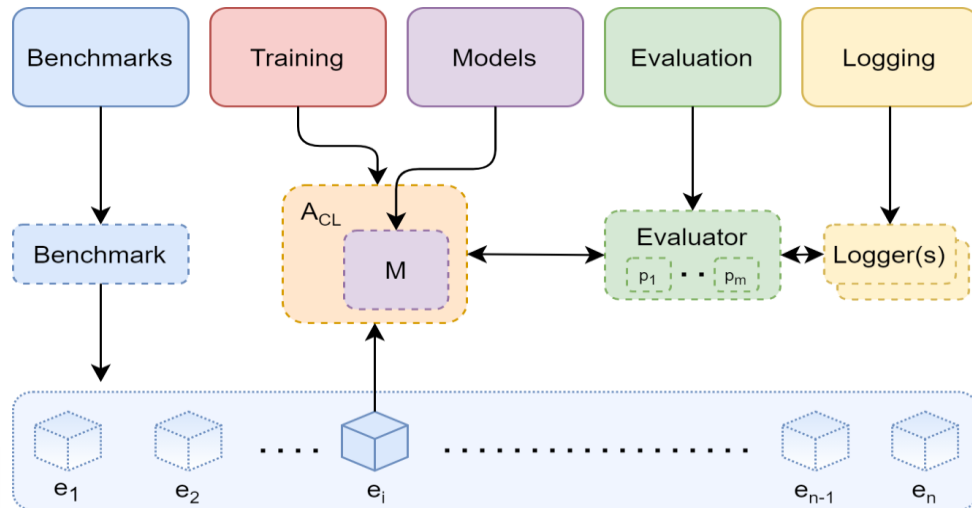 Benchmarks
Training
Models
Evaluation
Logging
A_CL
M
Benchmark
Evaluator
p_1 . . p_m
Logger(s)
e_1
e_2
e_i
e_n-1
e_n